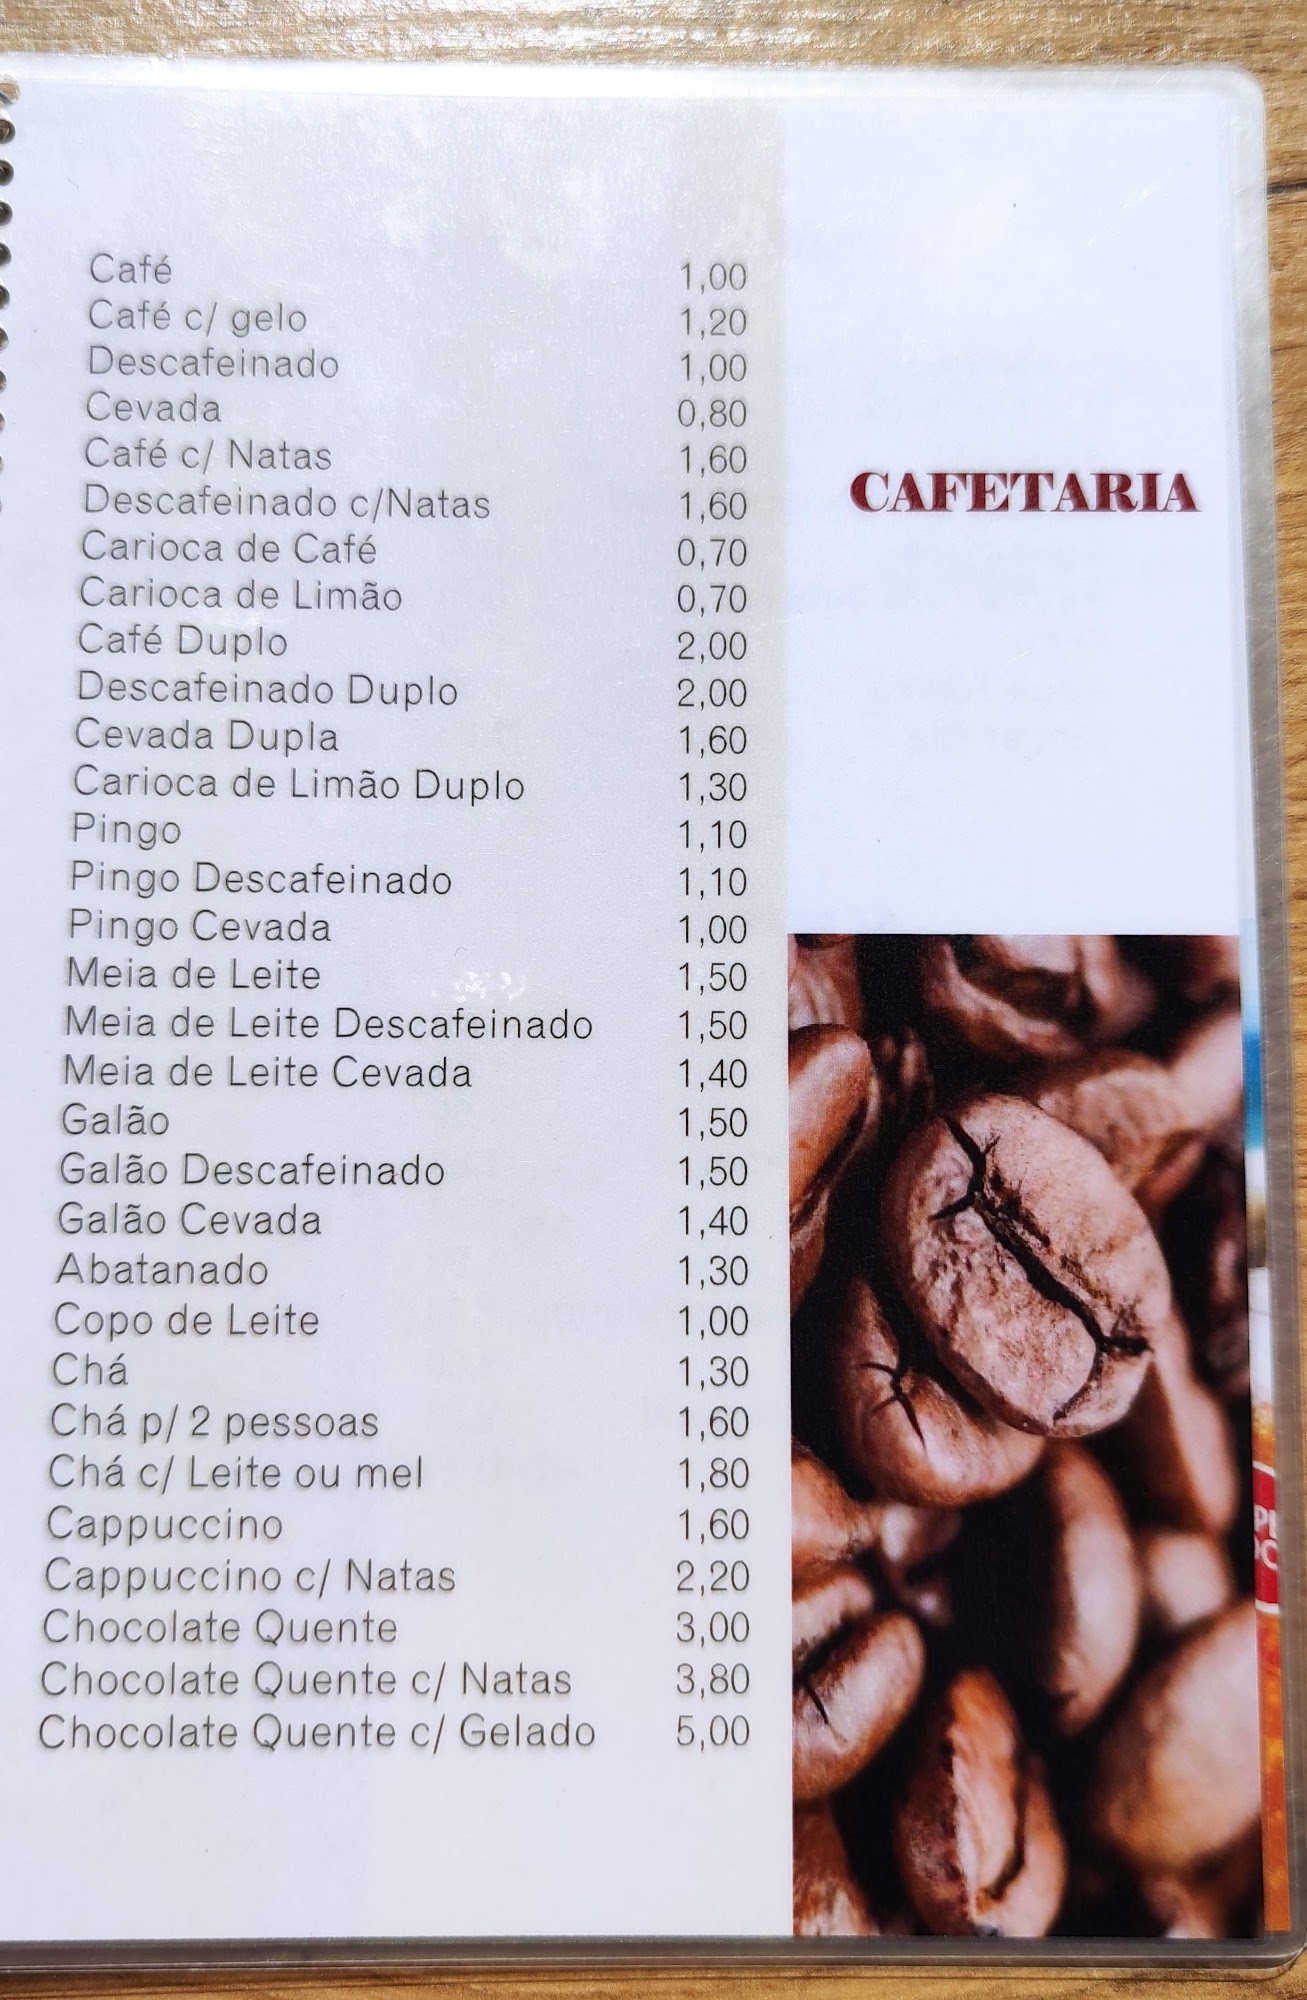 Café 1,00
Café c/ gelo 1,20
Descafeinado 1,00
Cevada 0,80
Café c/ Natas 1,60
Descafeinado c/Natas 1,60
Carioca de Café 0,70
Carioca de Limão 0,70
Café Duplo 2,00
Descafeinado Duplo 2,00
Cevada Dupla 1,60
Carioca de Limão Duplo 1,30
Pingo 1,10
Pingo Descafeinado 1,10
Pingo Cevada 1,00
Meia de Leite 1,50
Meia de Leite Descafeinado 1,50
Meia de Leite Cevada 1,40
Galão 1,50
Galão Descafeinado 1,50
Galão Cevada 1,40
Abatanado 1,30
Copo de Leite 1,00
Chá 1,30
Chá p/ 2 pessoas 1,60
Chá c/ Leite ou mel 1,80
Cappuccino 1,60
Cappuccino c/ Natas 2,20
Chocolate Quente 3,00
Chocolate Quente c/ Natas 3,80
Chocolate Quente c/ Gelado 5,00
CAFETARIA